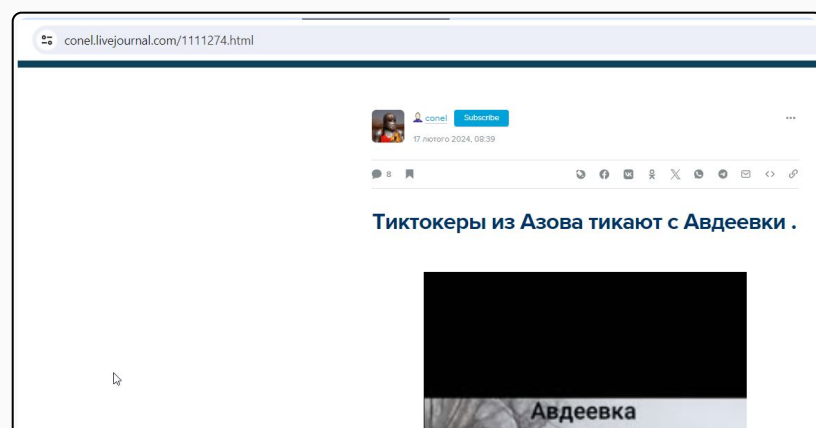 conel.livejournal.com/1111274.html
conel
Subscribe
17 лютого 2024, 08:39
8
Тиктокеры из Азова тикают с Авдеевки .
Авдеевка